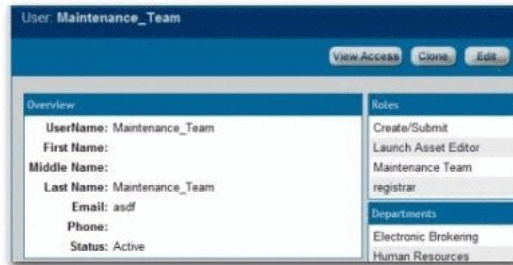 User: Maintenance_Team
View Access Clone Edit
Overview
UserName: Maintenance_Team
First Name:
Middle Name:
Last Name: Maintenance_Team
Email: asdf
Phone:
Status: Active
Roles
Create/Submit
Launch Asset Editor
Maintenance Team
registrar
Departments
Electronic Brokering
Human Resources